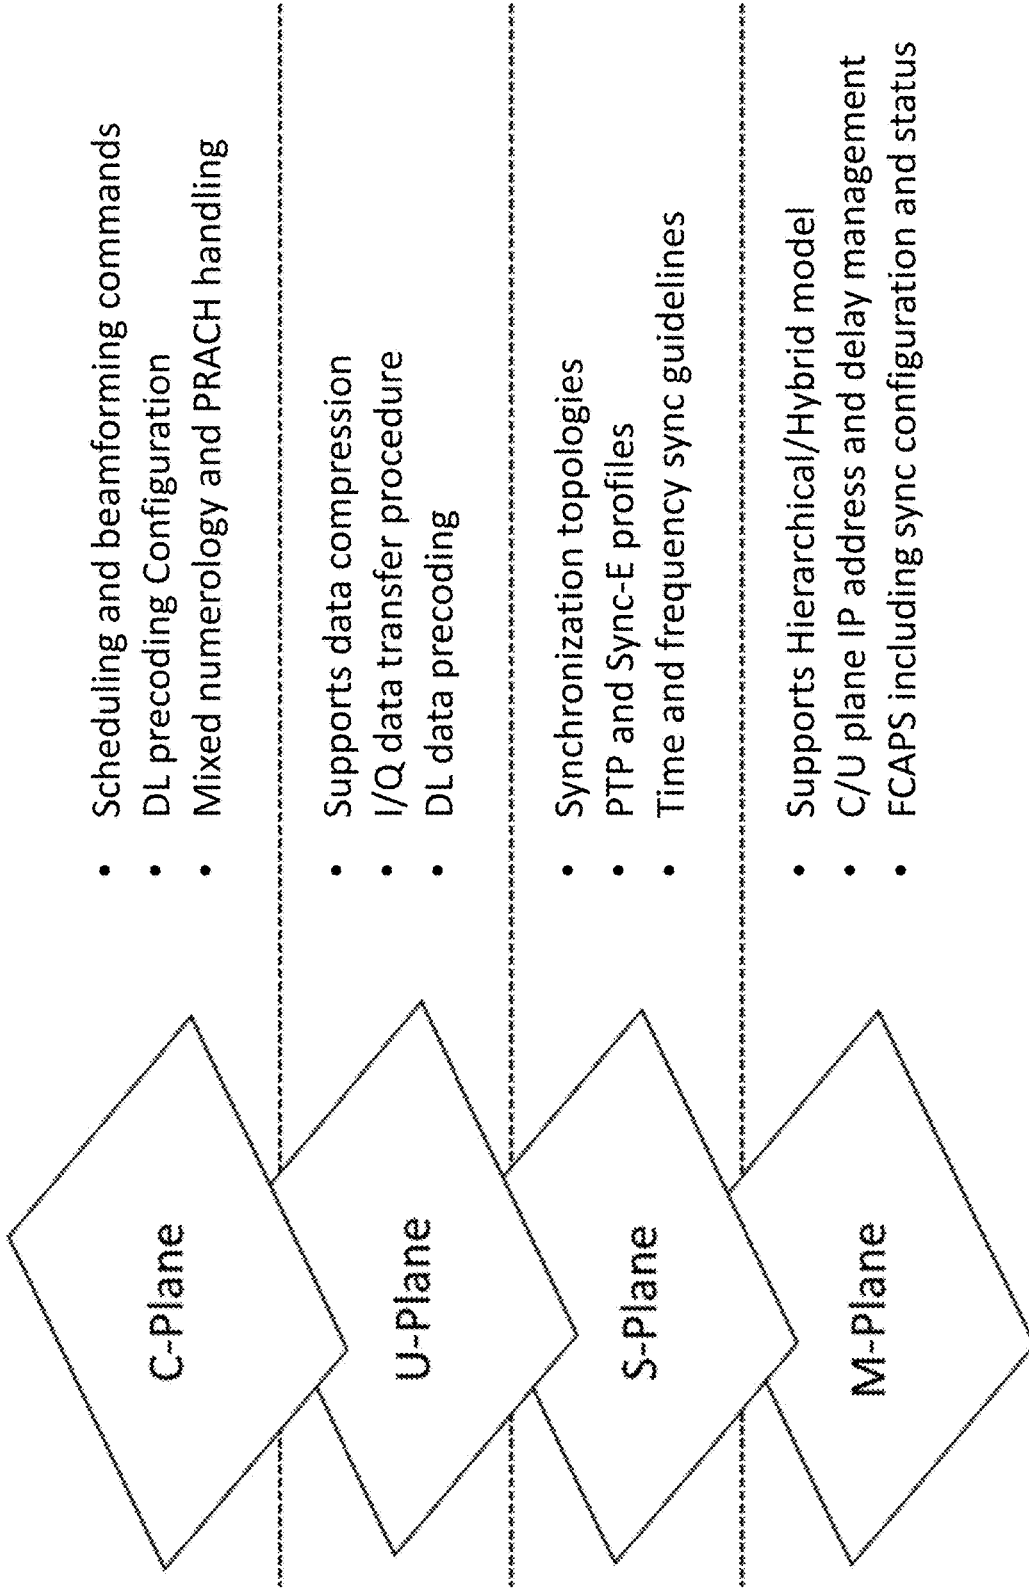 C-Plane
• Scheduling and beamforming commands
• DL precoding Configuration
• Mixed numerology and PRACH handling
U-Plane
• Supports data compression
• I/Q data transfer procedure
• DL data precoding
S-Plane
• Synchronization topologies
• PTP and Sync-E profiles
• Time and frequency sync guidelines
M-Plane
• Supports Hierarchical/Hybrid model
• C/U plane IP address and delay management
• FCAPS including sync configuration and status